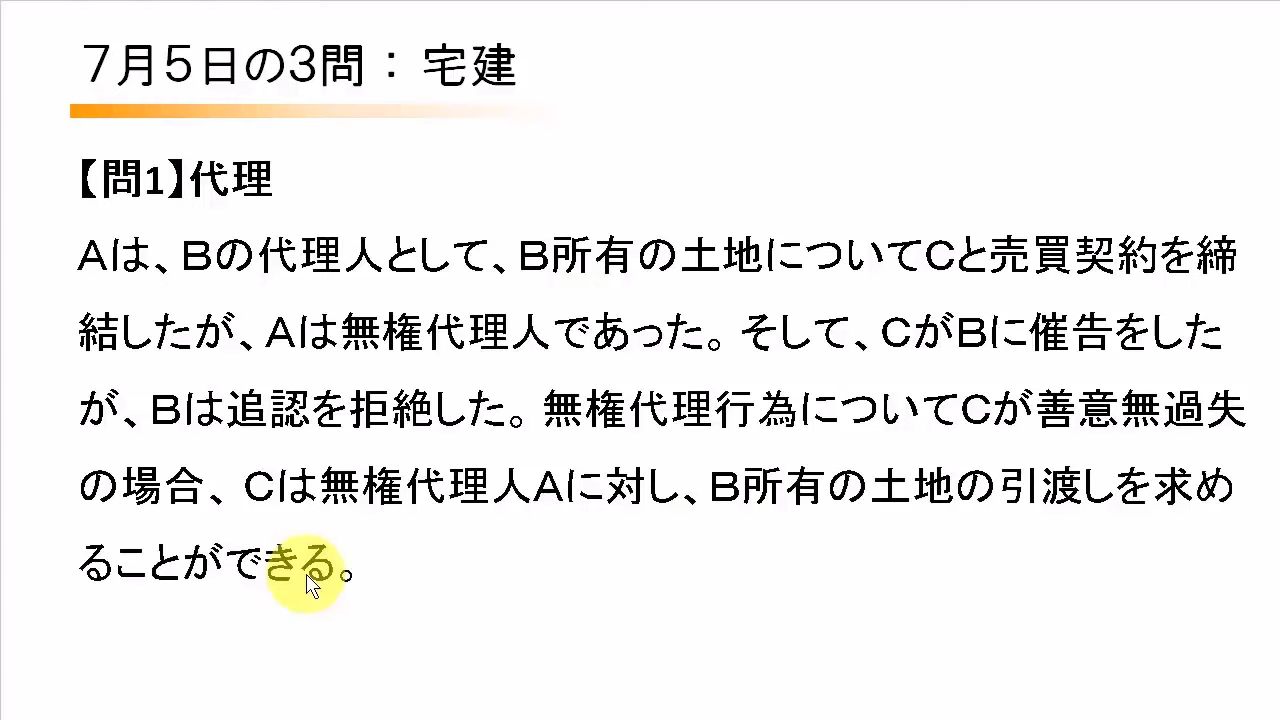 ７月５日の３問：宅建
【問1】代理
Ａは、Ｂの代理人として、Ｂ所有の土地についてＣと売買契約を締
結したが、Ａは無権代理人であった。そして、ＣがＢに催告をした
が、Ｂは追認を拒絶した。無権代理行為についてＣが善意無過失
の場合、Ｃは無権代理人Ａに対し、Ｂ所有の土地の引渡しを求め
ることができる。